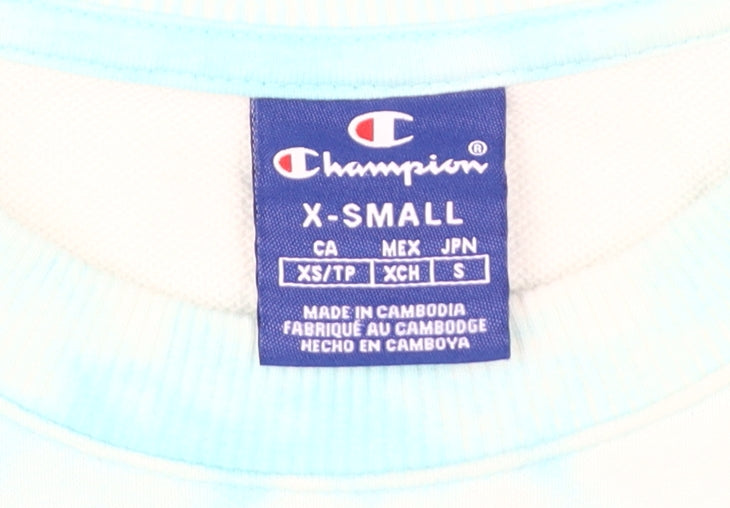 Champion®
X-SMALL
CA MEX JPN
XS/TP XCH S
MADE IN CAMBODIA
FABRIQUÉ AU CAMBODGE
HECHO EN CAMBOYA